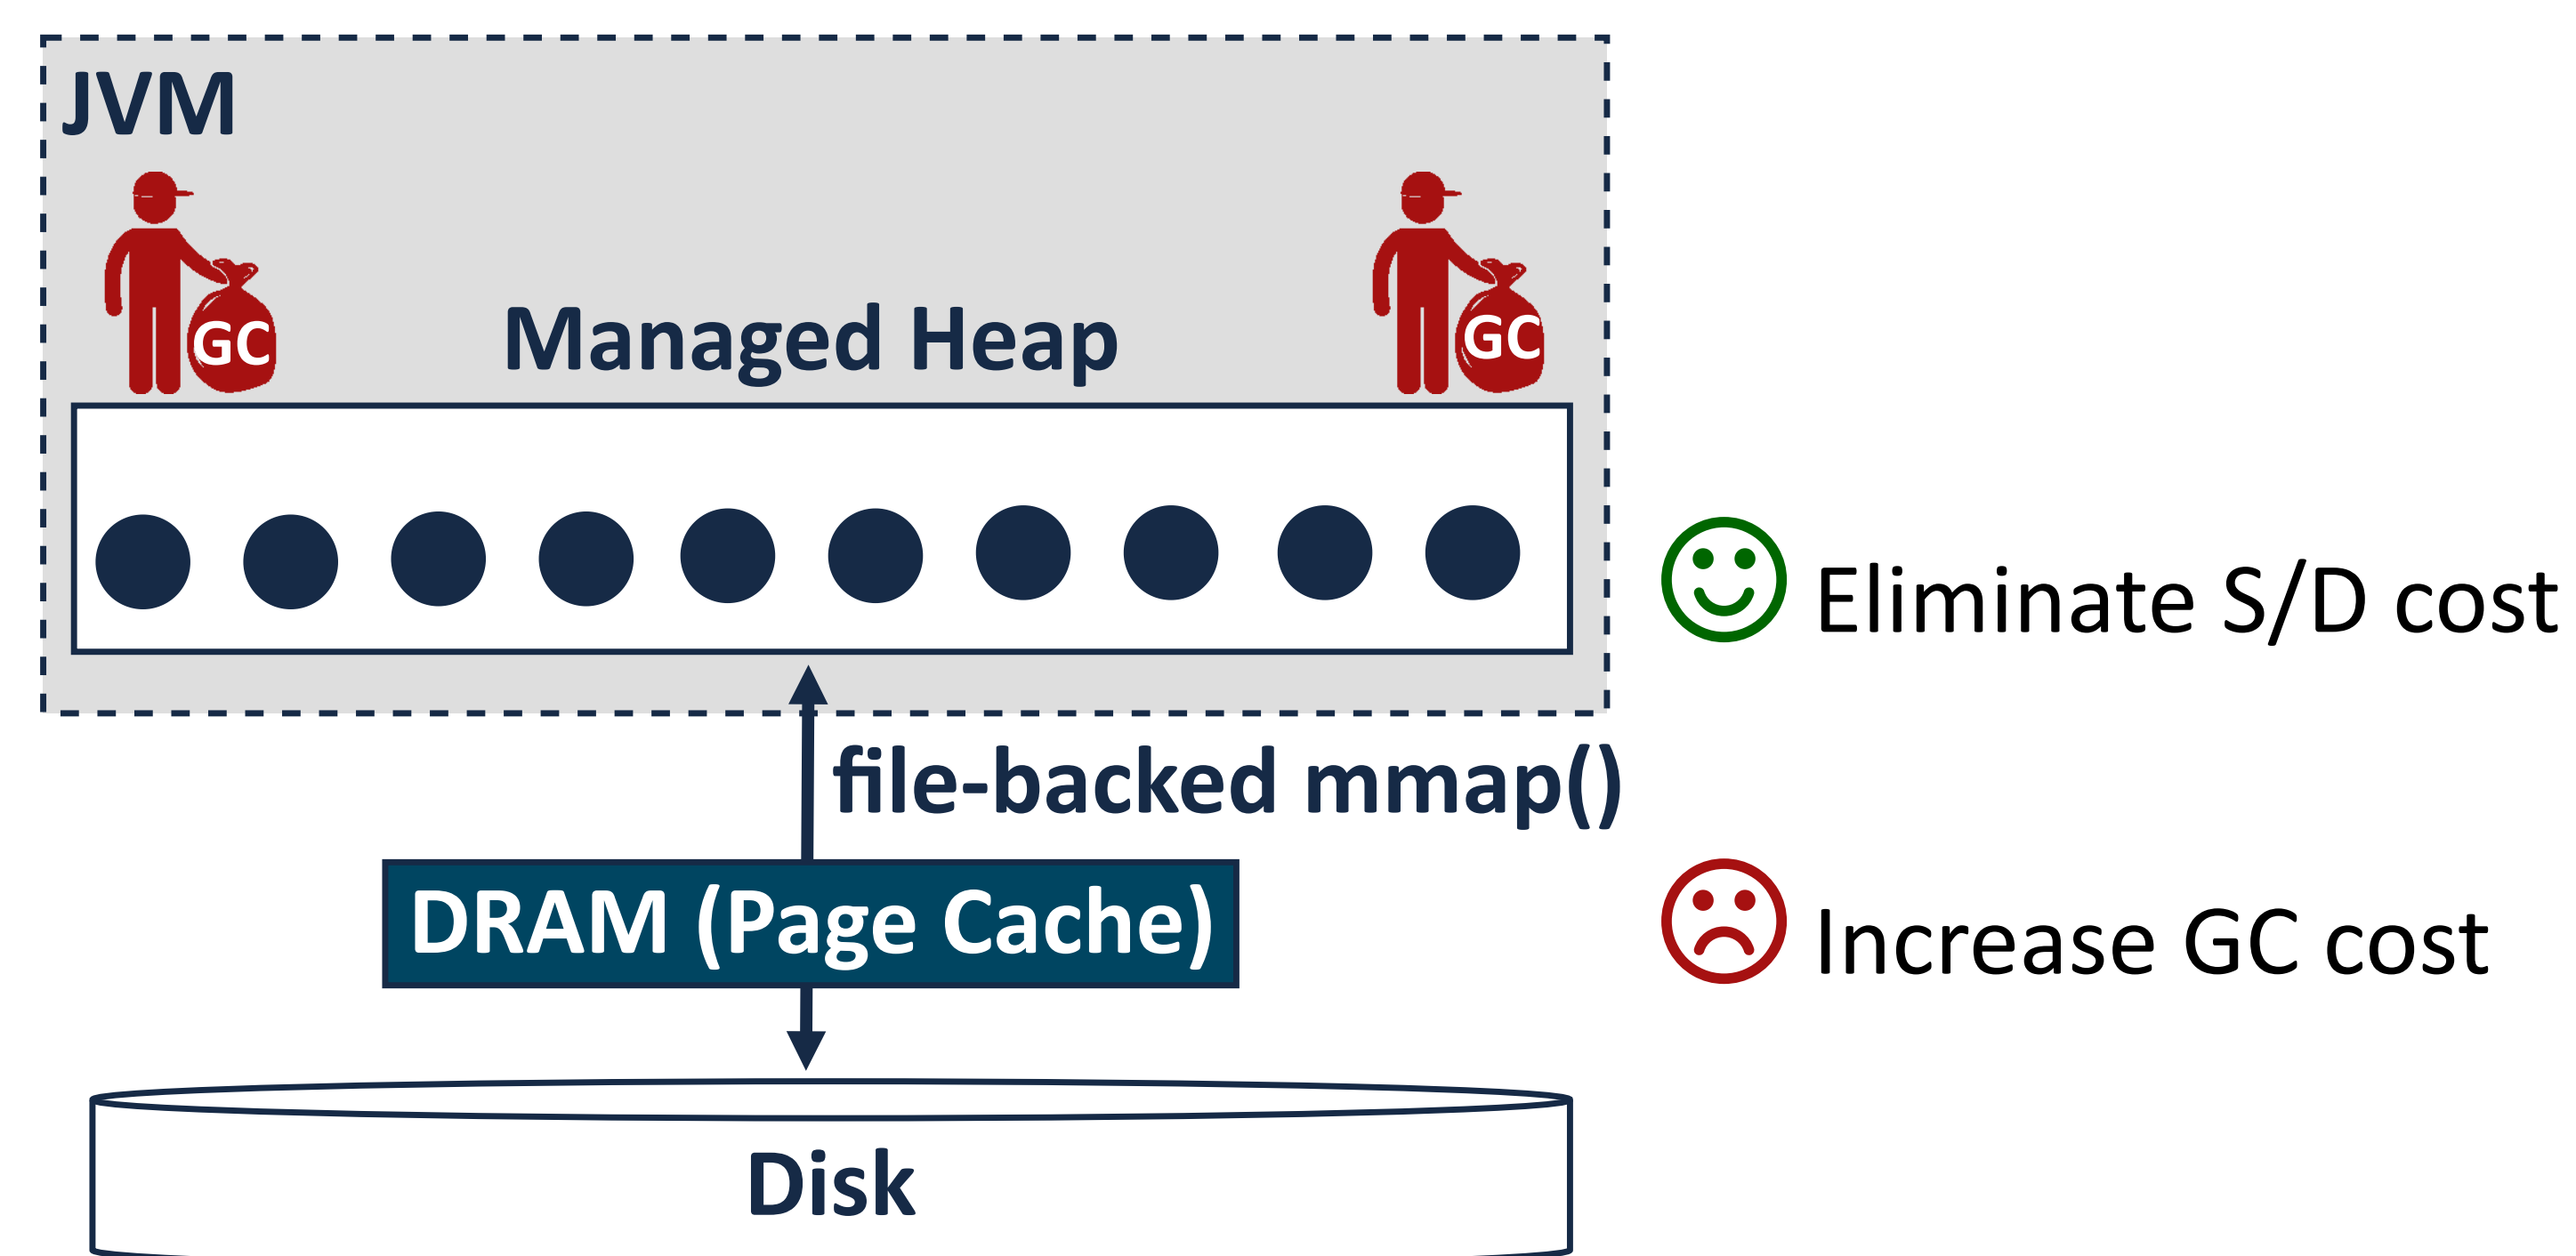 JVM
GC
GC
Managed Heap
Eliminate S/D cost
file-backed mmap()
DRAM (Page Cache)
Increase GC cost
Disk